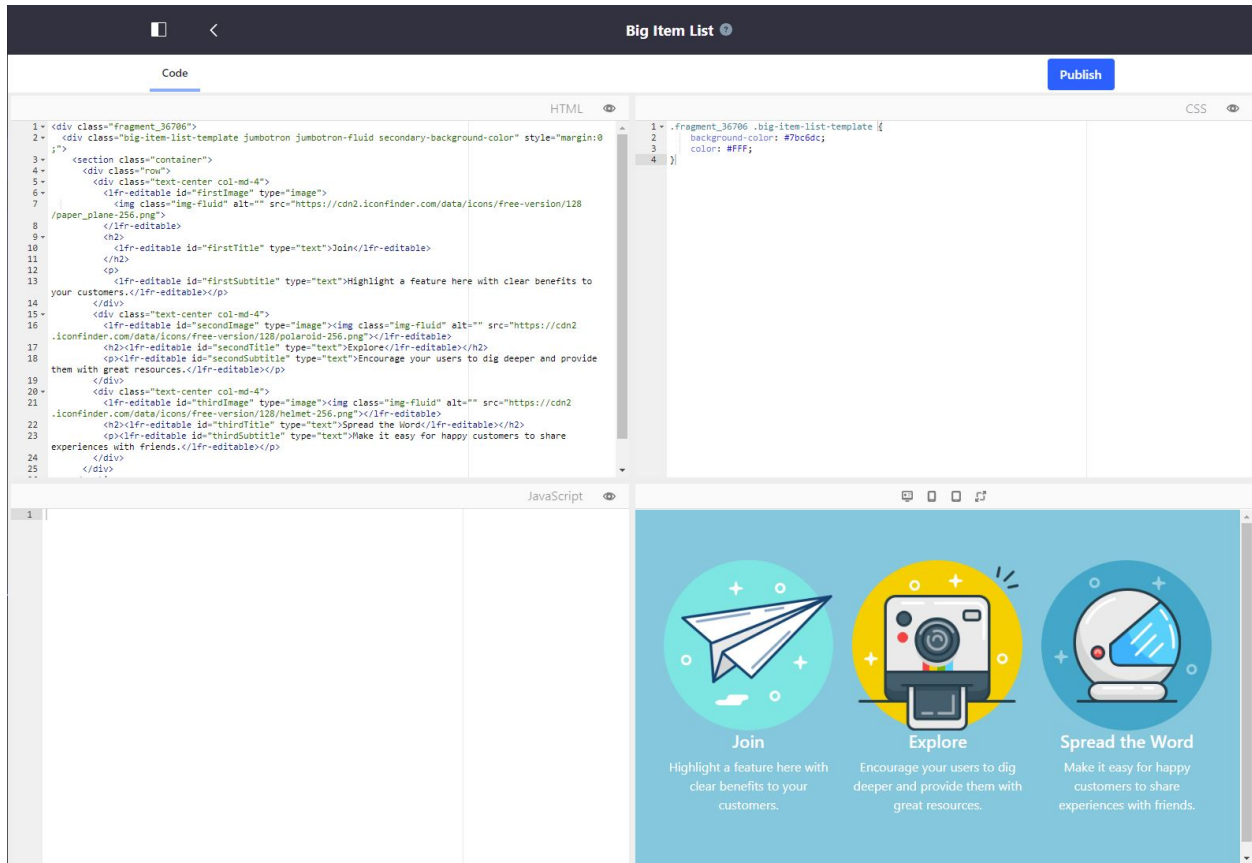 Big Item List ?
Code
Publish
HTML
1 <div class="fragment_36706">
2 <div class="big-item-list-template jumbotron jumbotron-fluid secondary-background-color" style="margin:0
;">
3 <section class="container">
4 <div class="row">
5 <div class="text-center col-md-4">
6 <lfr-editable id="firstImage" type="image">
7 <img class="img-fluid" alt="" src="https://cdn2.iconfinder.com/data/icons/free-version/128
/paper_plane-256.png">
8 </lfr-editable>
9 <h2>
10 <lfr-editable id="firstTitle" type="text">Join</lfr-editable>
11 </h2>
12 <p>
13 <lfr-editable id="firstSubtitle" type="text">Highlight a feature here with clear benefits to
your customers.</lfr-editable></p>
14 </div>
15 <div class="text-center col-md-4">
16 <lfr-editable id="secondImage" type="image"><img class="img-fluid" alt="" src="https://cdn2
.iconfinder.com/data/icons/free-version/128/polaroid-256.png"></lfr-editable>
17 <h2><lfr-editable id="secondTitle" type="text">Explore</lfr-editable></h2>
18 <p><lfr-editable id="secondSubtitle" type="text">Encourage your users to dig deeper and provide
them with great resources.</lfr-editable></p>
19 </div>
20 <div class="text-center col-md-4">
21 <lfr-editable id="thirdImage" type="image"><img class="img-fluid" alt="" src="https://cdn2
.iconfinder.com/data/icons/free-version/128/helmet-256.png"></lfr-editable>
22 <h2><lfr-editable id="thirdTitle" type="text">Spread the Word</lfr-editable></h2>
23 <p><lfr-editable id="thirdSubtitle" type="text">Make it easy for happy customers to share
experiences with friends.</lfr-editable></p>
24 </div>
25 </div>
CSS
1 .fragment_36706 .big-item-list-template {
2 background-color: #7bc6dc;
3 color: #FFF;
4 }
JavaScript
1
Join
Highlight a feature here with
clear benefits to your
customers.
Explore
Encourage your users to dig
deeper and provide them with
great resources.
Spread the Word
Make it easy for happy
customers to share
experiences with friends.